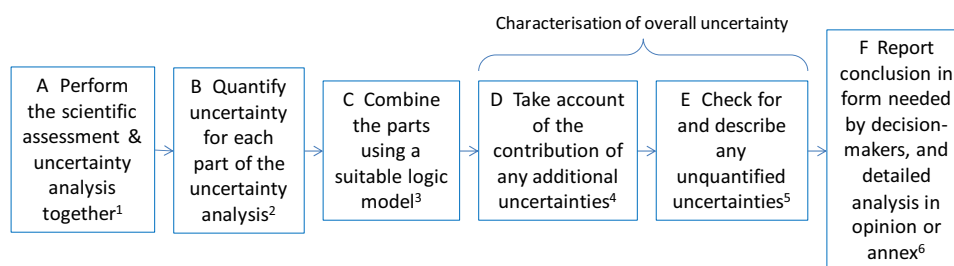 Characterisation of overall uncertainty
A Perform
the scientific
assessment &
uncertainty
analysis
together¹
B Quantify
uncertainty
for each
part of the
uncertainty
analysis²
C Combine
the parts
using a
suitable logic
model³
D Take account
of the
contribution of
any additional
uncertainties⁴
E Check for
and describe
any
unquantified
uncertainties⁵
F Report
conclusion in
form needed
by decision-
makers, and
detailed
analysis in
opinion or
annex⁶